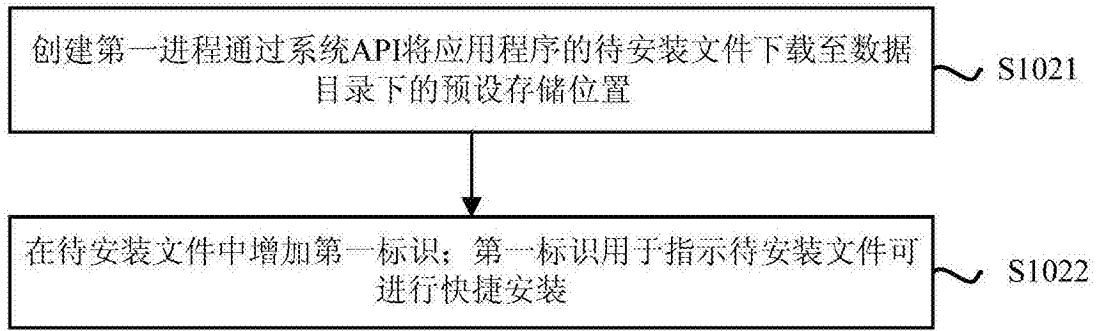 创建第一进程通过系统API将应用程序的待安装文件下载至数据
目录下的预设存储位置
S1021
在待安装文件中增加第一标识；第一标识用于指示待安装文件可
进行快捷安装
S1022